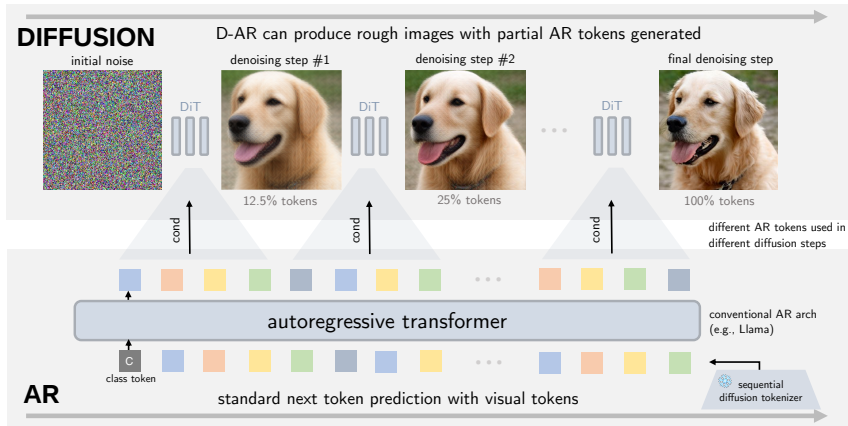 D-AR can produce rough images with partial AR tokens generated
DIFFUSION
initial noise
denoising step #1
denoising step #2
final denoising step
DiT
DiT
DiT
12.5% tokens
25% tokens
100% tokens
cond
cond
cond
different AR tokens used in
different diffusion steps
autoregressive transformer
conventional AR arch
(e.g., Llama)
C
class token
sequential
diffusion tokenizer
AR
standard next token prediction with visual tokens